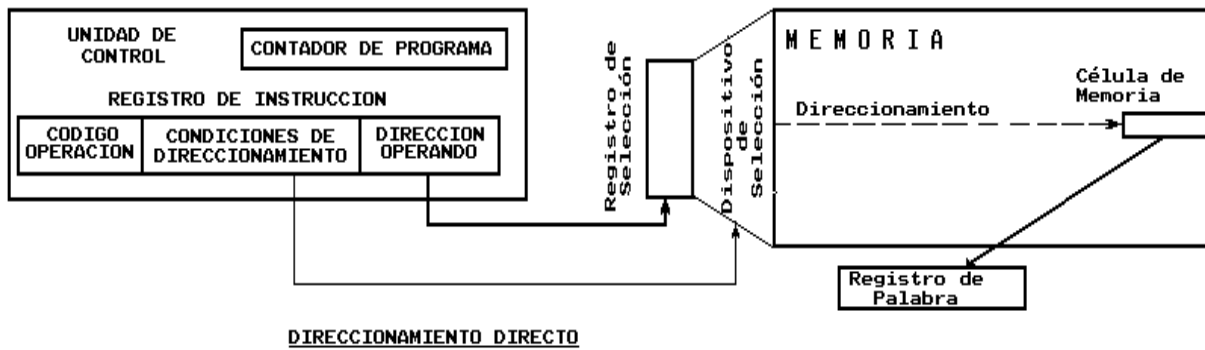 UNIDAD DE
CONTROL
CONTADOR DE PROGRAMA
REGISTRO DE INSTRUCCION
CODIGO
OPERACION
CONDICIONES DE
DIRECCIONAMIENTO
DIRECCION
OPERANDO
Registro de
Selección
Dispositivo
de
Selección
MEMORIA
Direccionamiento
Célula de
Memoria
Registro de
Palabra
DIRECCIONAMIENTO DIRECTO